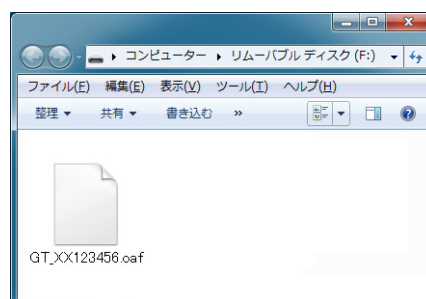 コンピューター ▸ リムーバブル ディスク (F:)
ファイル(F) 編集(E) 表示(V) ツール(T) ヘルプ(H)
整理 ▼ 共有 ▼ 書き込む »
GT_XX123456.oaf